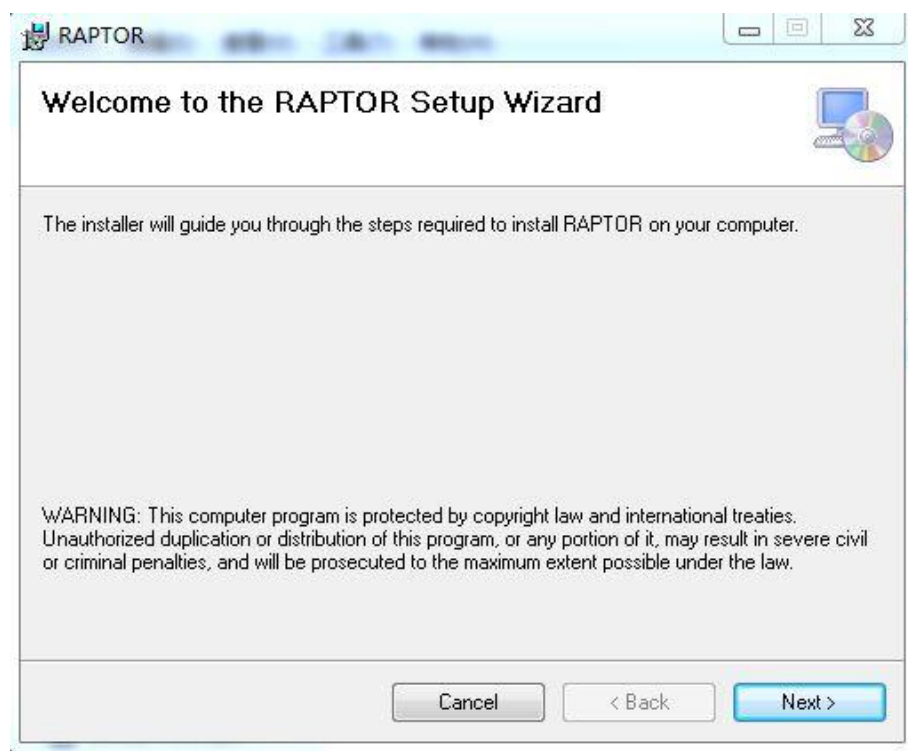 RAPTOR
Welcome to the RAPTOR Setup Wizard
The installer will guide you through the steps required to install RAPTOR on your computer.
WARNING: This computer program is protected by copyright law and international treaties.
Unauthorized duplication or distribution of this program, or any portion of it, may result in severe civil
or criminal penalties, and will be prosecuted to the maximum extent possible under the law.
Cancel
< Back
Next >